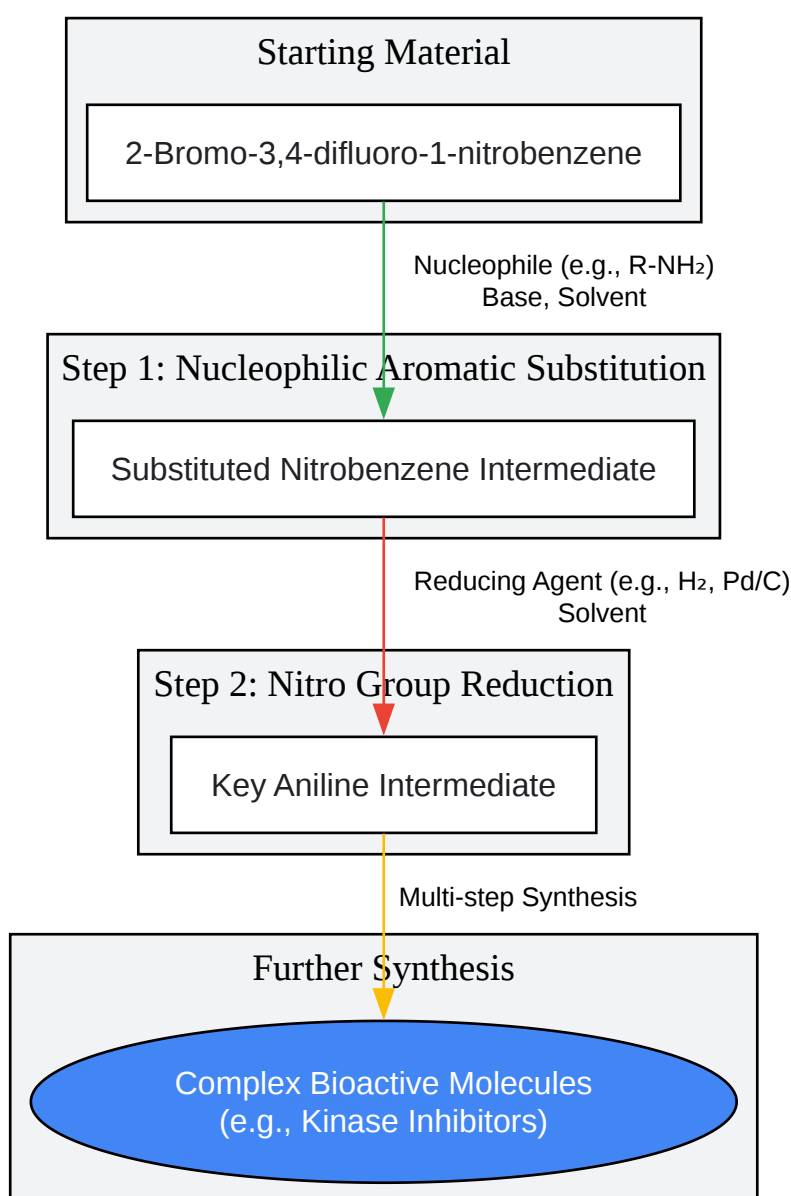 Starting Material
2-Bromo-3,4-difluoro-1-nitrobenzene
Nucleophile (e.g., R-NH₂)
Base, Solvent
Step 1: Nucleophilic Aromatic Substitution
Substituted Nitrobenzene Intermediate
Reducing Agent (e.g., H₂, Pd/C)
Solvent
Step 2: Nitro Group Reduction
Key Aniline Intermediate
Multi-step Synthesis
Further Synthesis
Complex Bioactive Molecules
(e.g., Kinase Inhibitors)